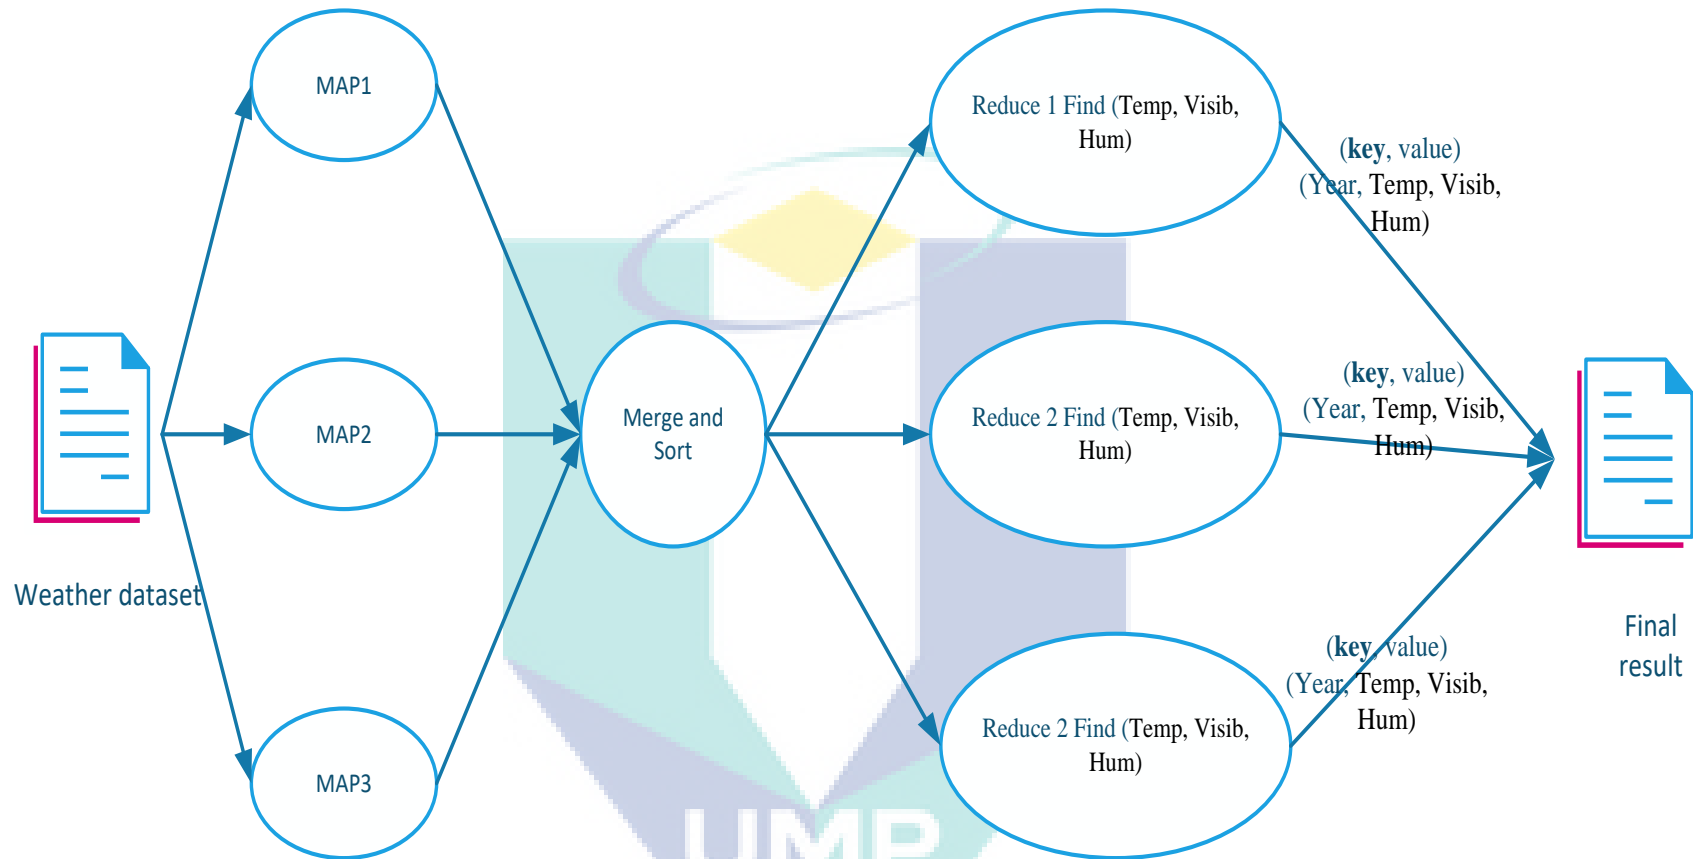 MAP1
Reduce 1 Find (Temp, Visib,
Hum)
(key, value)
(Year, Temp, Visib,
Hum)
MAP2
Merge and
Sort
Reduce 2 Find (Temp, Visib,
Hum)
(key, value)
(Year, Temp, Visib,
Hum)
Weather dataset
Final
result
MAP3
Reduce 2 Find (Temp, Visib,
Hum)
(key, value)
(Year, Temp, Visib,
Hum)
UMP